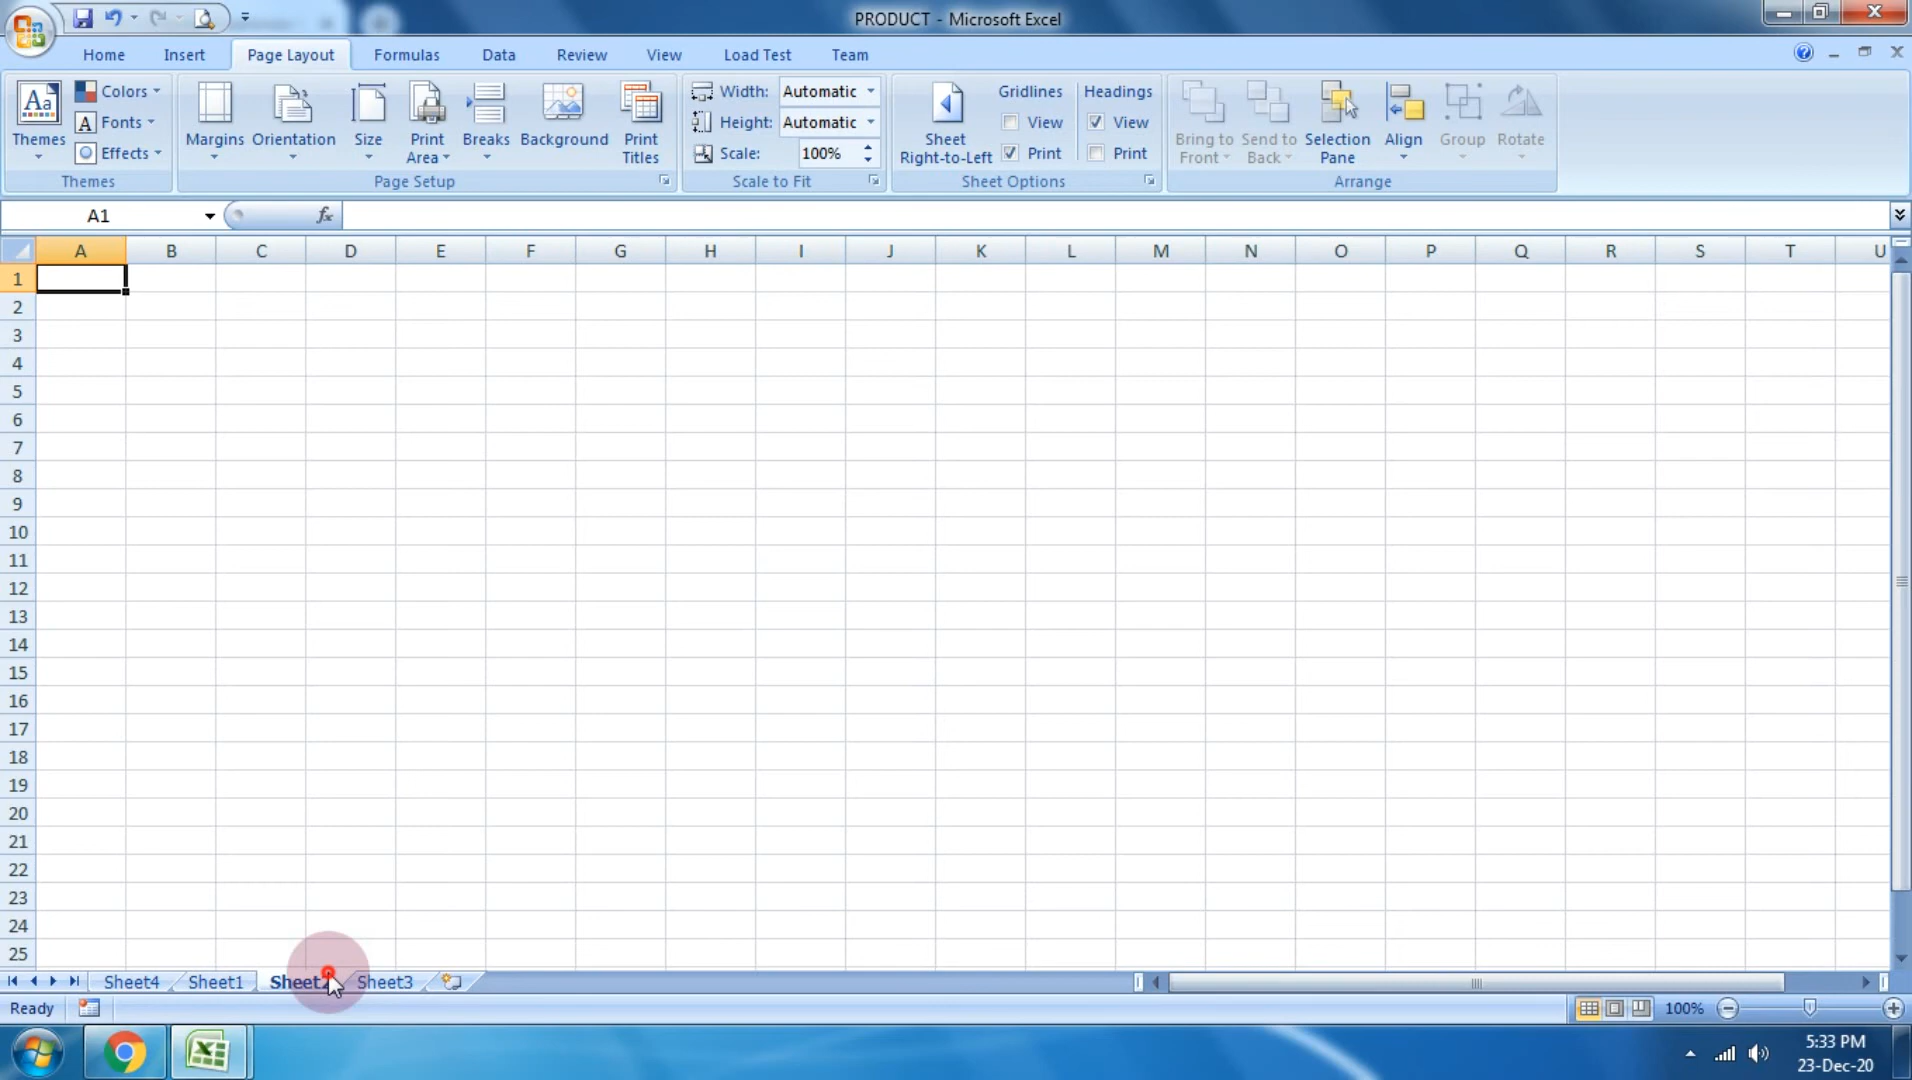 PRODUCT - Microsoft Excel
Home Insert Page Layout Formulas Data Review View Load Test Team
Themes
Aa
Colors
A Fonts
Effects
Themes
Margins
Orientation
Size
Print Area
Breaks
Background
Print Titles
Page Setup
Width: Automatic
Height: Automatic
Scale: 100%
Scale to Fit
Sheet Right-to-Left
Gridlines
View
Print
Headings
View
Print
Sheet Options
Bring to Front
Send to Back
Selection Pane
Align
Group
Rotate
Arrange
A1 fx
A B C D E F G H I J K L M N O P Q R S T U
1
2
3
4
5
6
7
8
9
10
11
12
13
14
15
16
17
18
19
20
21
22
23
24
25
Sheet4 Sheet1 Sheet2 Sheet3
Ready 100%
5:33 PM
23-Dec-20